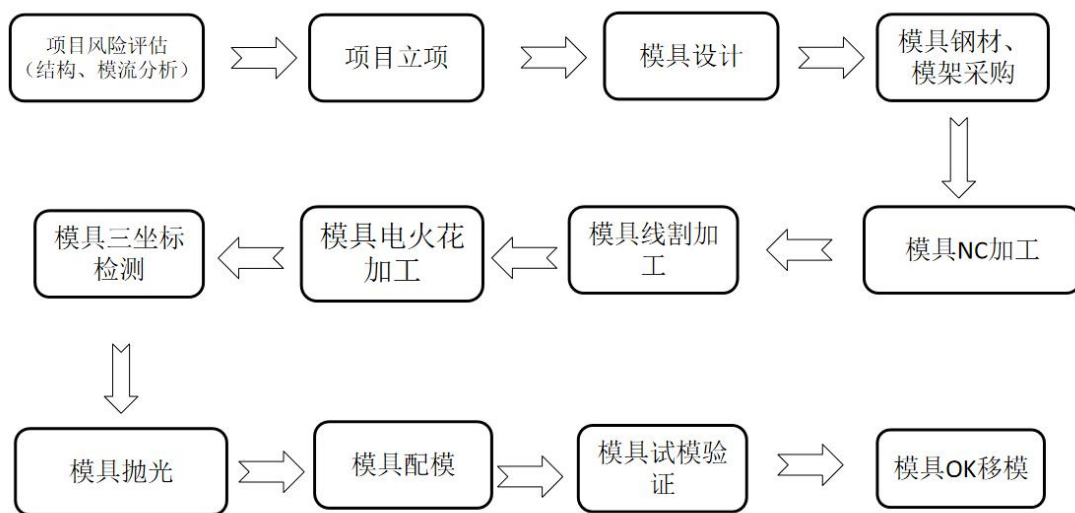 项目风险评估
（结构、模流分析）
项目立项
模具设计
模具钢材、
模架采购
模具NC加工
模具线割加
工
模具电火花
加工
模具三坐标
检测
模具抛光
模具配模
模具试模验
证
模具OK移模